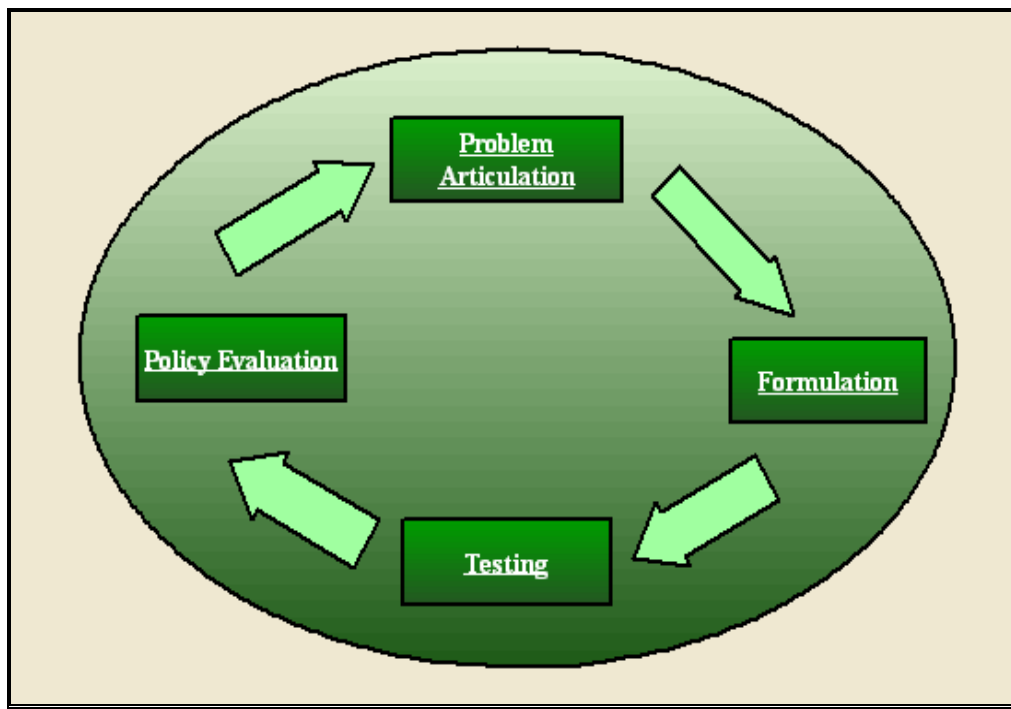 Problem
Articulation
Policy Evaluation
Formulation
Testing